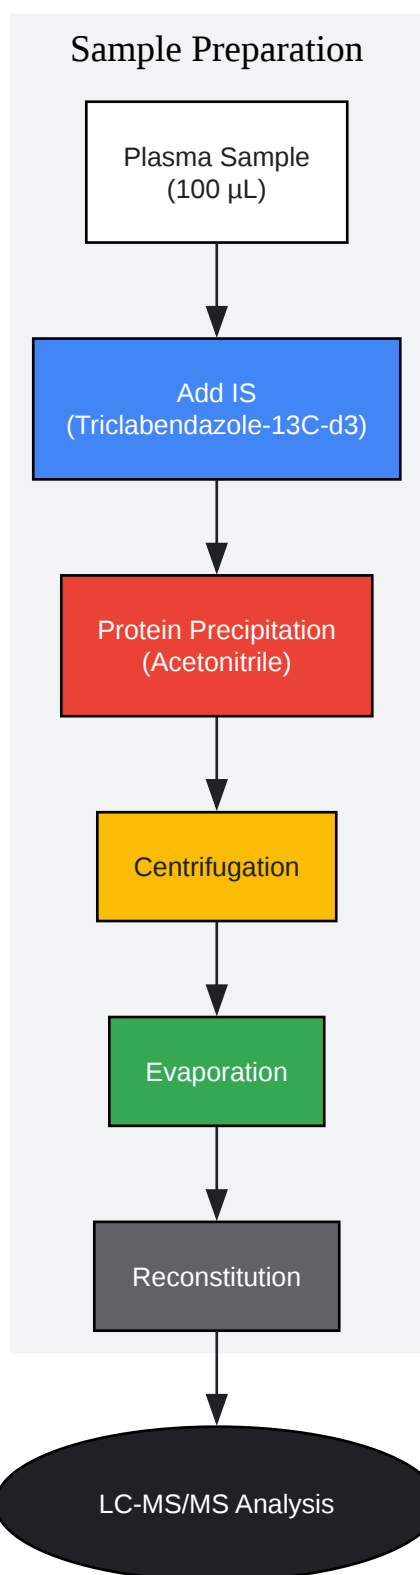 Sample Preparation
Plasma Sample
(100 µL)
Add IS
(Triclabendazole-13C-d3)
Protein Precipitation
(Acetonitrile)
Centrifugation
Evaporation
Reconstitution
LC-MS/MS Analysis